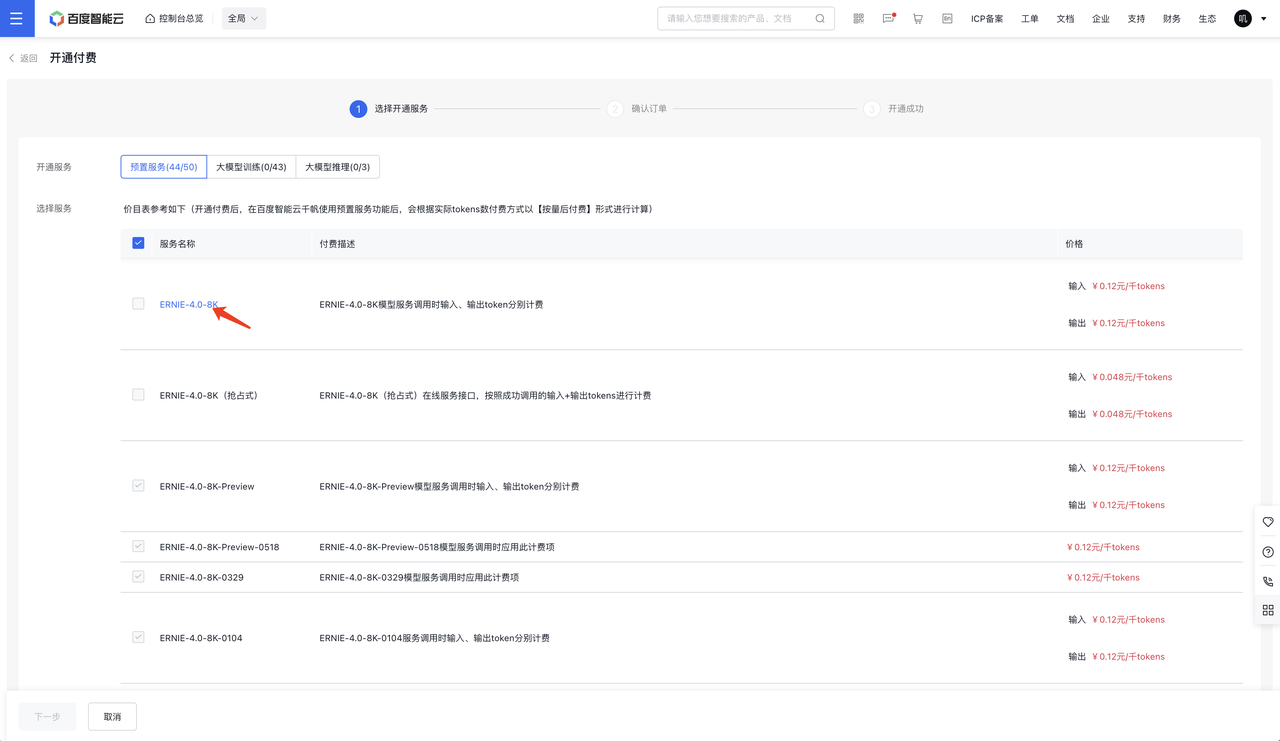 百度智能云 控制台总览 全局 请输入您想要搜索的产品、文档 ICP备案 工单 文档 企业 支持 财务 生态 叽
返回 开通付费
1 选择开通服务 2 确认订单 3 开通成功
开通服务 预置服务(44/50) 大模型训练(0/43) 大模型推理(0/3)
选择服务 价目表参考如下（开通付费后，在百度智能云千帆使用预置服务功能后，会根据实际tokens数付费方式以【按量后付费】形式进行计算）
服务名称 付费描述 价格
输入 ¥ 0.12元/千tokens
ERNIE-4.0-8K ERNIE-4.0-8K模型服务调用时输入、输出token分别计费
输出 ¥ 0.12元/千tokens
输入 ¥ 0.048元/千tokens
ERNIE-4.0-8K（抢占式） ERNIE-4.0-8K（抢占式）在线服务接口，按照成功调用的输入+输出tokens进行计费
输出 ¥ 0.048元/千tokens
输入 ¥ 0.12元/千tokens
ERNIE-4.0-8K-Preview ERNIE-4.0-8K-Preview模型服务调用时输入、输出token分别计费
输出 ¥ 0.12元/千tokens
ERNIE-4.0-8K-Preview-0518 ERNIE-4.0-8K-Preview-0518模型服务调用时应用此计费项 ¥ 0.12元/千tokens
ERNIE-4.0-8K-0329 ERNIE-4.0-8K-0329模型服务调用时应用此计费项 ¥ 0.12元/千tokens
输入 ¥ 0.12元/千tokens
ERNIE-4.0-8K-0104 ERNIE-4.0-8K-0104服务调用时输入、输出token分别计费
输出 ¥ 0.12元/千tokens
下一步 取消